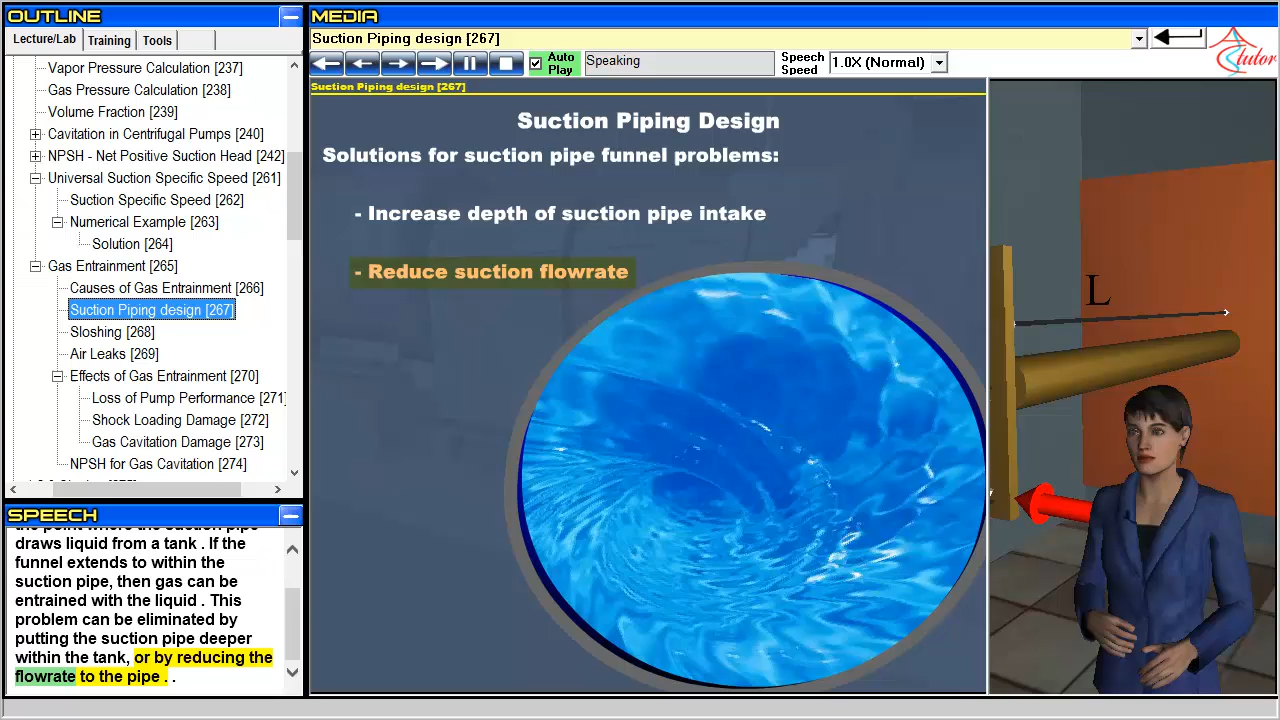 OUTLINE
Lecture/Lab Training Tools
Vapor Pressure Calculation [237]
Gas Pressure Calculation [238]
Volume Fraction [239]
Cavitation in Centrifugal Pumps [240]
NPSH - Net Positive Suction Head [242]
Universal Suction Specific Speed [261]
Suction Specific Speed [262]
Numerical Example [263]
Solution [264]
Gas Entrainment [265]
Causes of Gas Entrainment [266]
Suction Piping design [267]
Sloshing [268]
Air Leaks [269]
Effects of Gas Entrainment [270]
Loss of Pump Performance [271]
Shock Loading Damage [272]
Gas Cavitation Damage [273]
NPSH for Gas Cavitation [274]
SPEECH
the point where the suction pipe
draws liquid from a tank . If the
funnel extends to within the
suction pipe, then gas can be
entrained with the liquid . This
problem can be eliminated by
putting the suction pipe deeper
within the tank, or by reducing the
flowrate to the pipe . .
MEDIA
Suction Piping design [267]
Auto
Play
Speaking
Speech
Speed
1.0X (Normal)
tutor
Suction Piping design [267]
Suction Piping Design
Solutions for suction pipe funnel problems:
- Increase depth of suction pipe intake
- Reduce suction flowrate
L